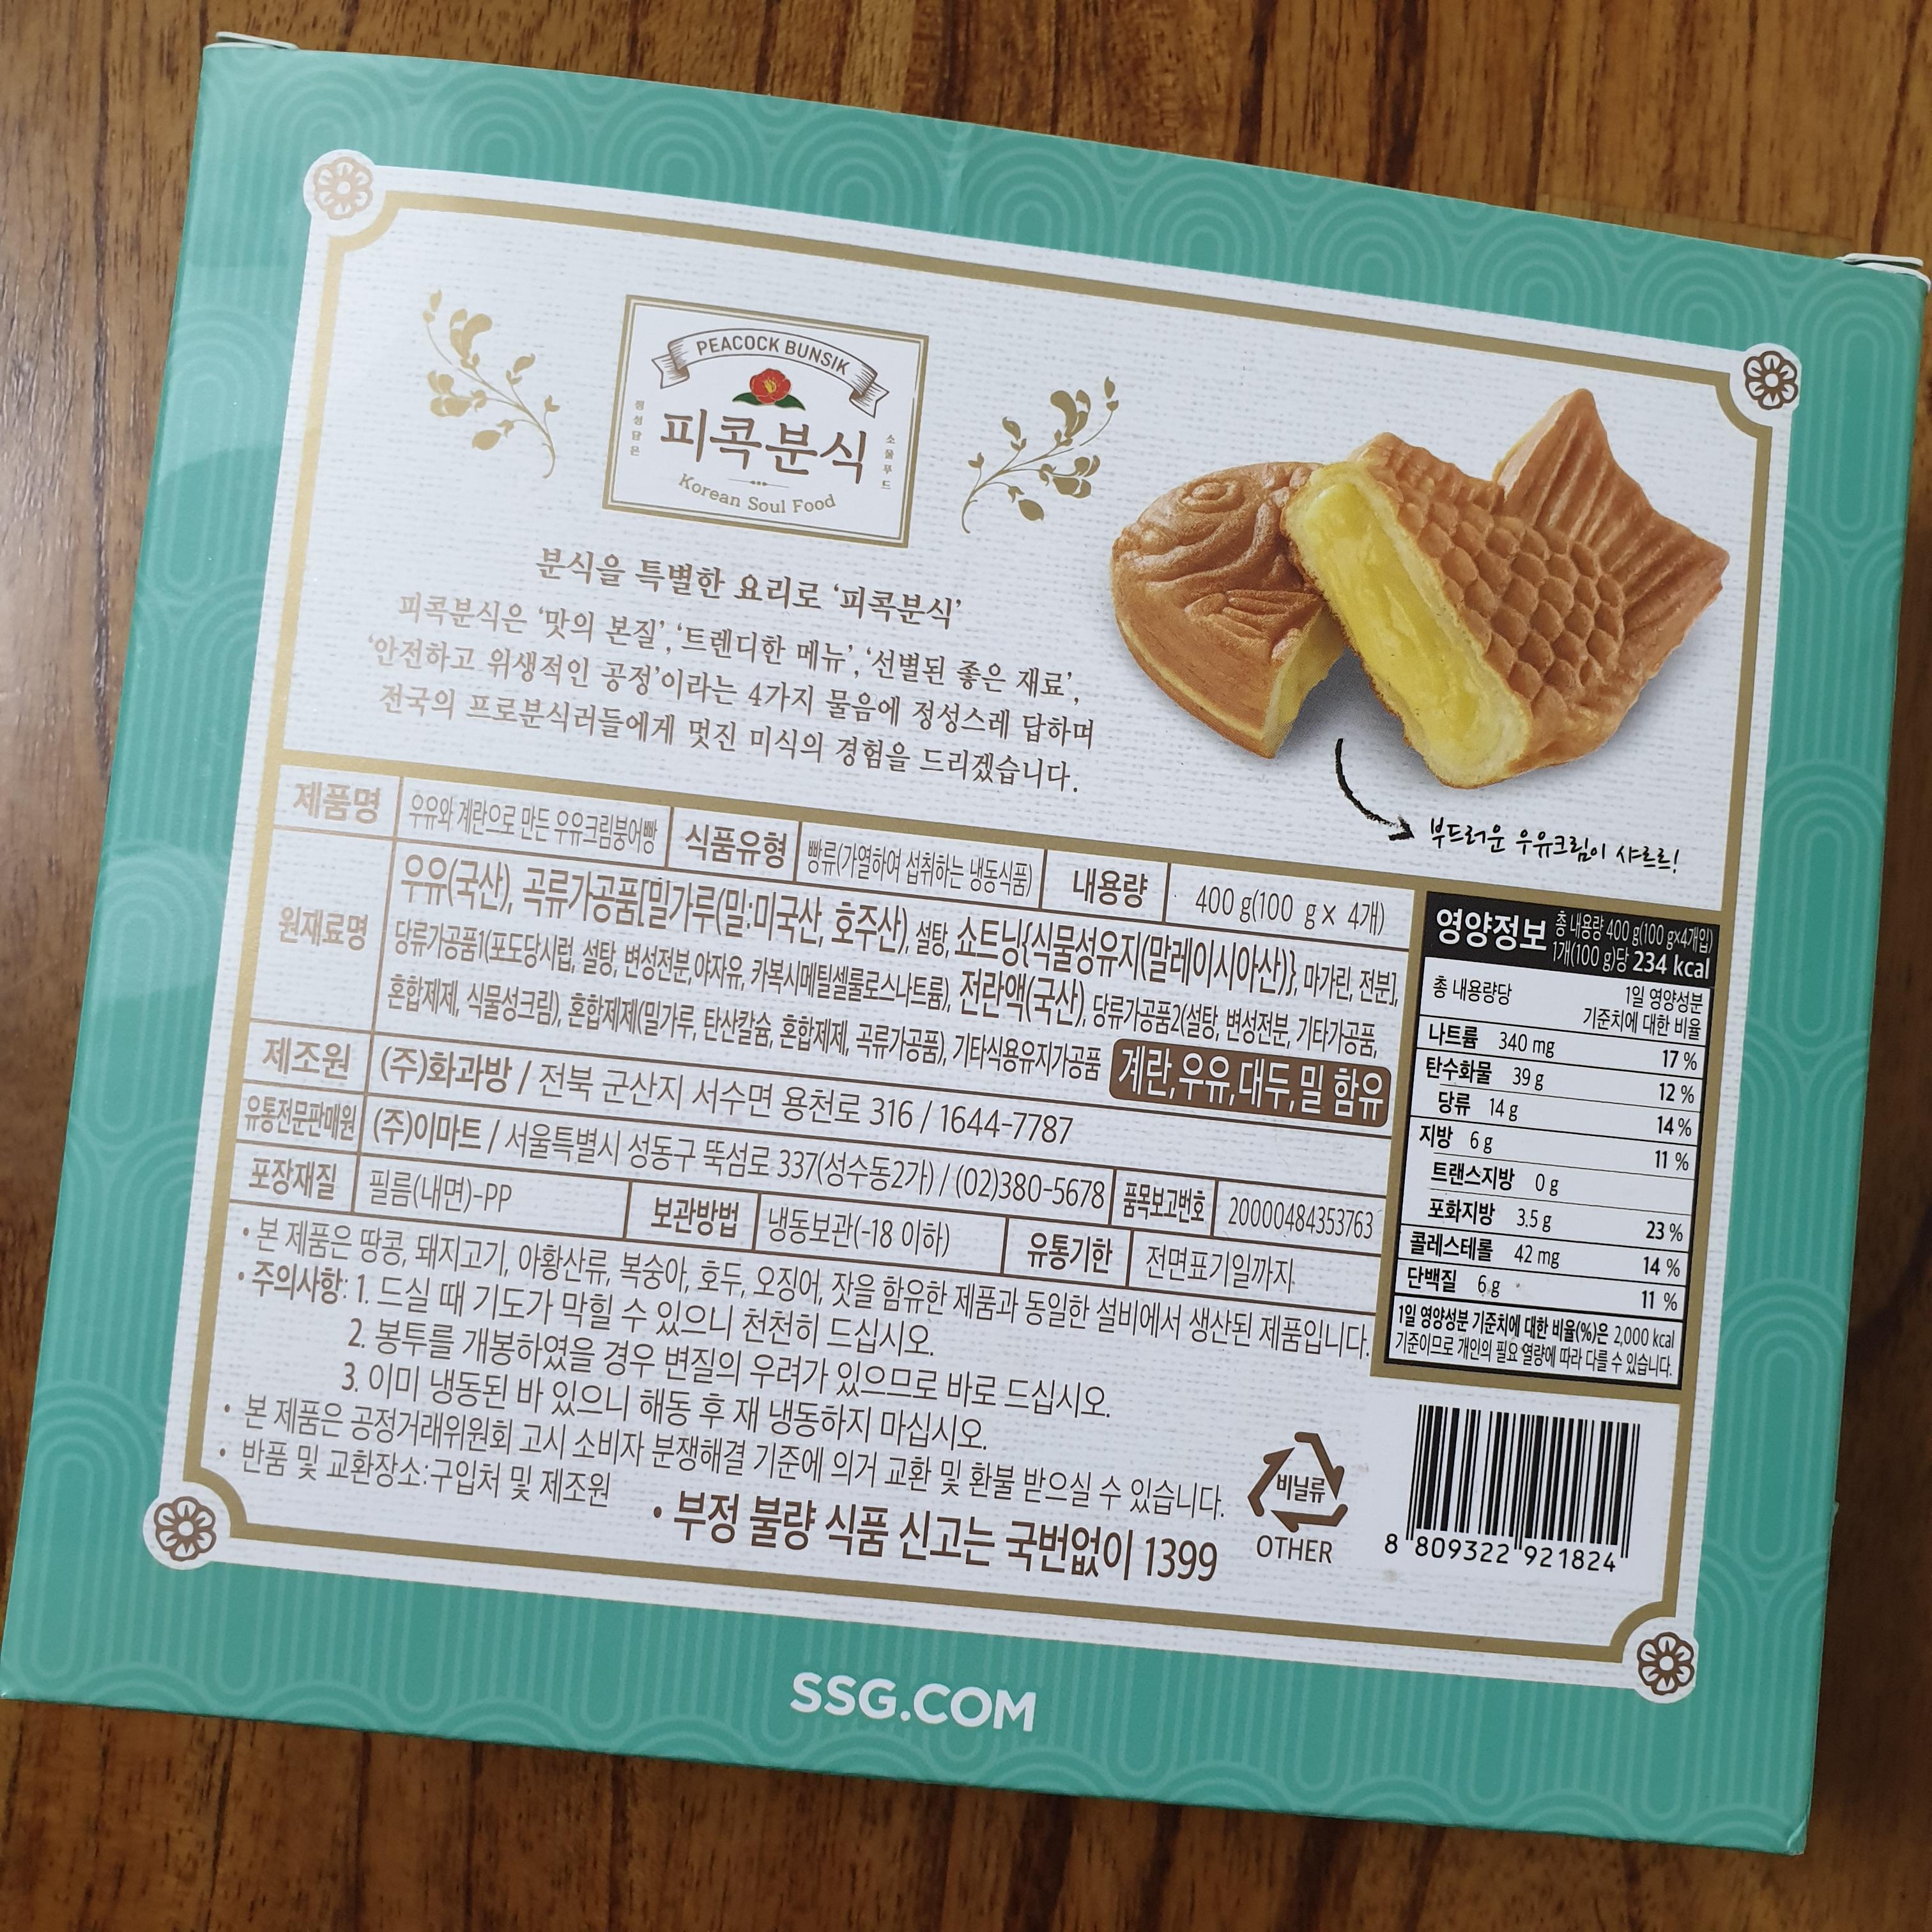 PEACOCK BUNSIK
정성담은
피콕분식
소울푸드
Korean Soul Food
분식을 특별한 요리로 ‘피콕분식’
피콕분식은 ‘맛의 본질’, ‘트렌디한 메뉴’, ‘선별된 좋은 재료’,
‘안전하고 위생적인 공정’이라는 4가지 물음에 정성스레 답하며
전국의 프로분식러들에게 멋진 미식의 경험을 드리겠습니다.
부드러운 우유크림이 샤르르!
제품명 우유와 계란으로 만든 우유크림붕어빵 식품유형 빵류(가열하여 섭취하는 냉동식품) 내용량 400 g(100 g x 4개)
원재료명 우유(국산), 곡류가공품[밀가루(밀:미국산, 호주산), 설탕, 쇼트닝{식물성유지(말레이시아산)}, 마가린, 전분],
당류가공품1(포도당시럽, 설탕, 변성전분,야자유, 카복시메틸셀룰로스나트륨), 전란액(국산), 당류가공품2(설탕, 변성전분, 기타가공품,
혼합제제, 식물성크림), 혼합제제(밀가루, 탄산칼슘, 혼합제제, 곡류가공품), 기타식용유지가공품 계란,우유,대두,밀 함유
제조원 (주)화과방 / 전북 군산지 서수면 용천로 316 / 1644-7787
유통전문판매원 (주)이마트 / 서울특별시 성동구 뚝섬로 337(성수동2가) / (02)380-5678 품목보고번호 20000484353763
포장재질 필름(내면)-PP 보관방법 냉동보관(-18 이하) 유통기한 전면표기일까지
• 본 제품은 땅콩, 돼지고기, 아황산류, 복숭아, 호두, 오징어, 잣을 함유한 제품과 동일한 설비에서 생산된 제품입니다.
• 주의사항: 1. 드실 때 기도가 막힐 수 있으니 천천히 드십시오.
2. 봉투를 개봉하였을 경우 변질의 우려가 있으므로 바로 드십시오.
3. 이미 냉동된 바 있으니 해동 후 재 냉동하지 마십시오.
• 본 제품은 공정거래위원회 고시 소비자 분쟁해결 기준에 의거 교환 및 환불 받으실 수 있습니다.
• 반품 및 교환장소:구입처 및 제조원
• 부정 불량 식품 신고는 국번없이 1399
영양정보 총 내용량 400 g(100 gx4개입)
1개(100 g)당 234 kcal
총 내용량당 1일 영양성분
기준치에 대한 비율
나트륨 340 mg 17 %
탄수화물 39 g 12 %
당류 14 g 14 %
지방 6 g 11 %
트랜스지방 0 g
포화지방 3.5 g 23 %
콜레스테롤 42 mg 14 %
단백질 6 g 11 %
1일 영양성분 기준치에 대한 비율(%)은 2,000 kcal
기준이므로 개인의 필요 열량에 따라 다를 수 있습니다.
비닐류
OTHER
8 809322 921824
SSG.COM